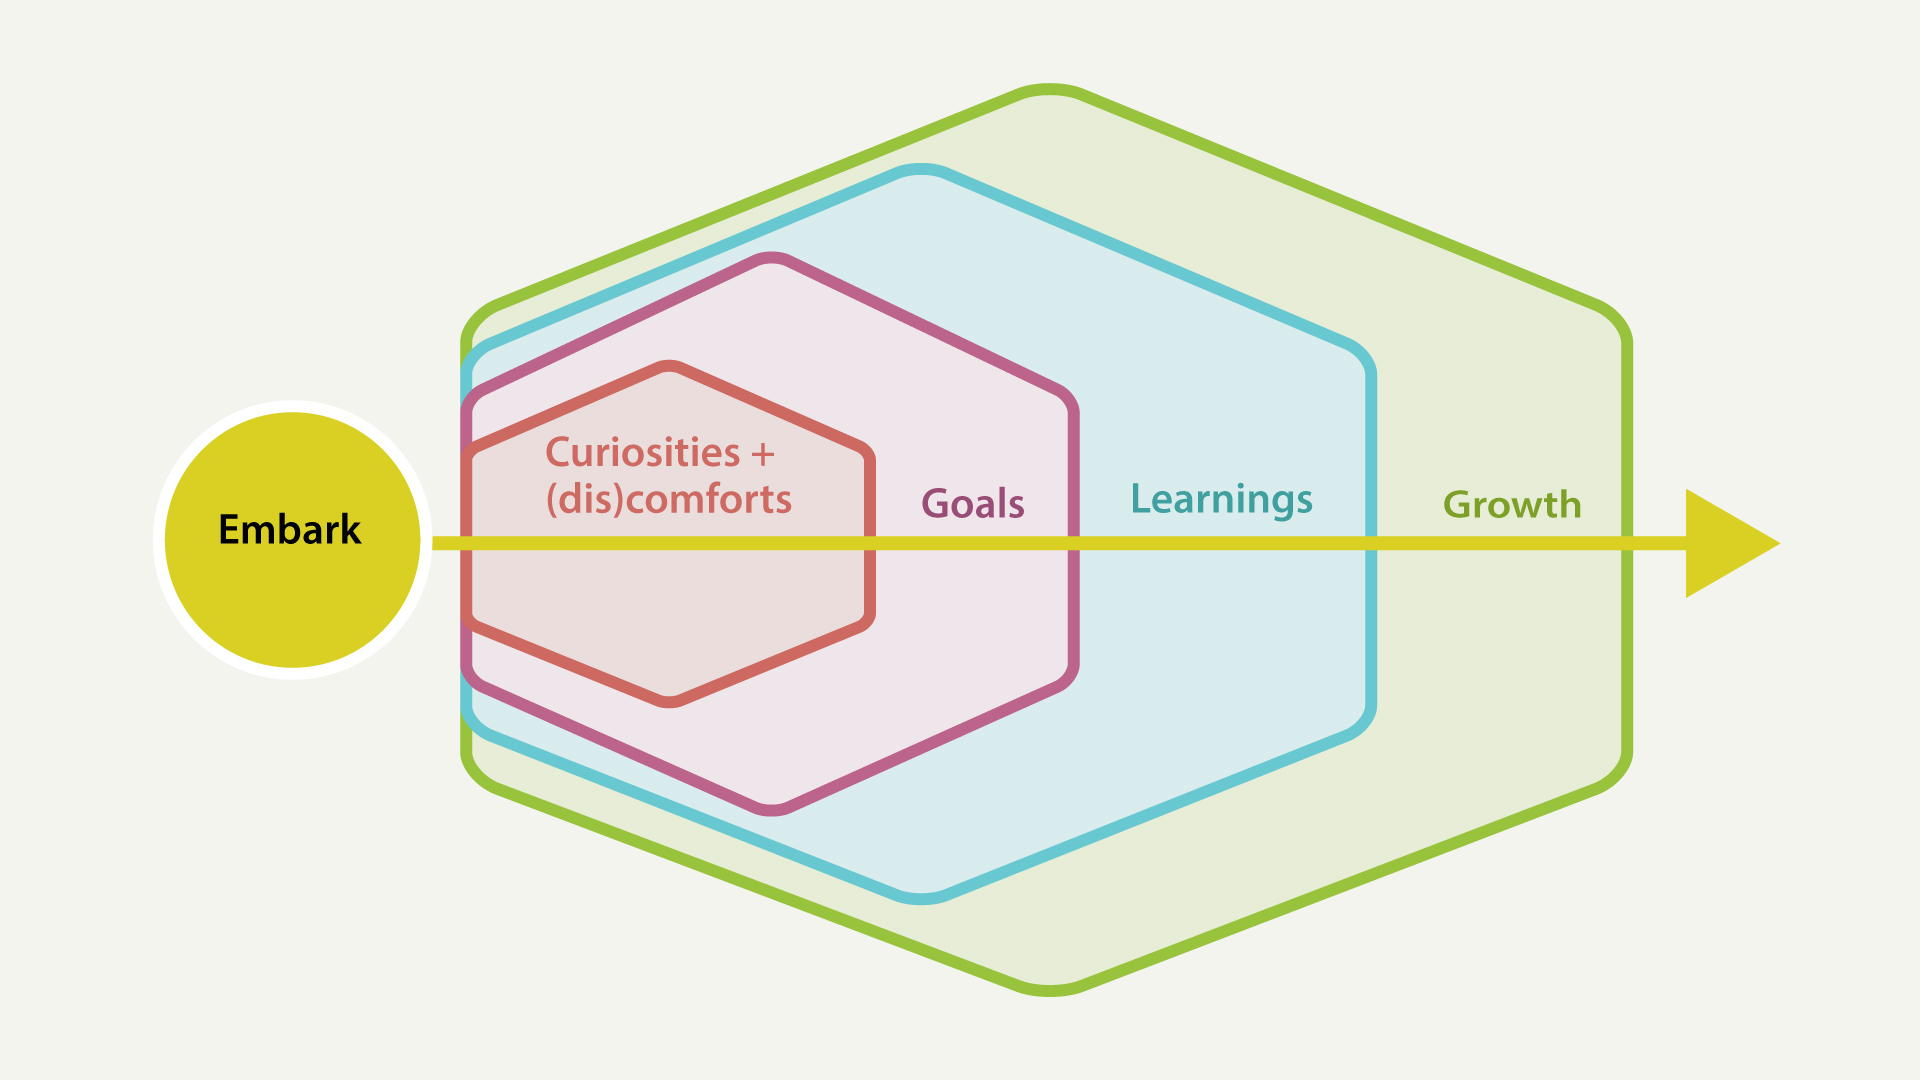 Embark
Curiosities +
(dis)comforts
Goals
Learnings
Growth